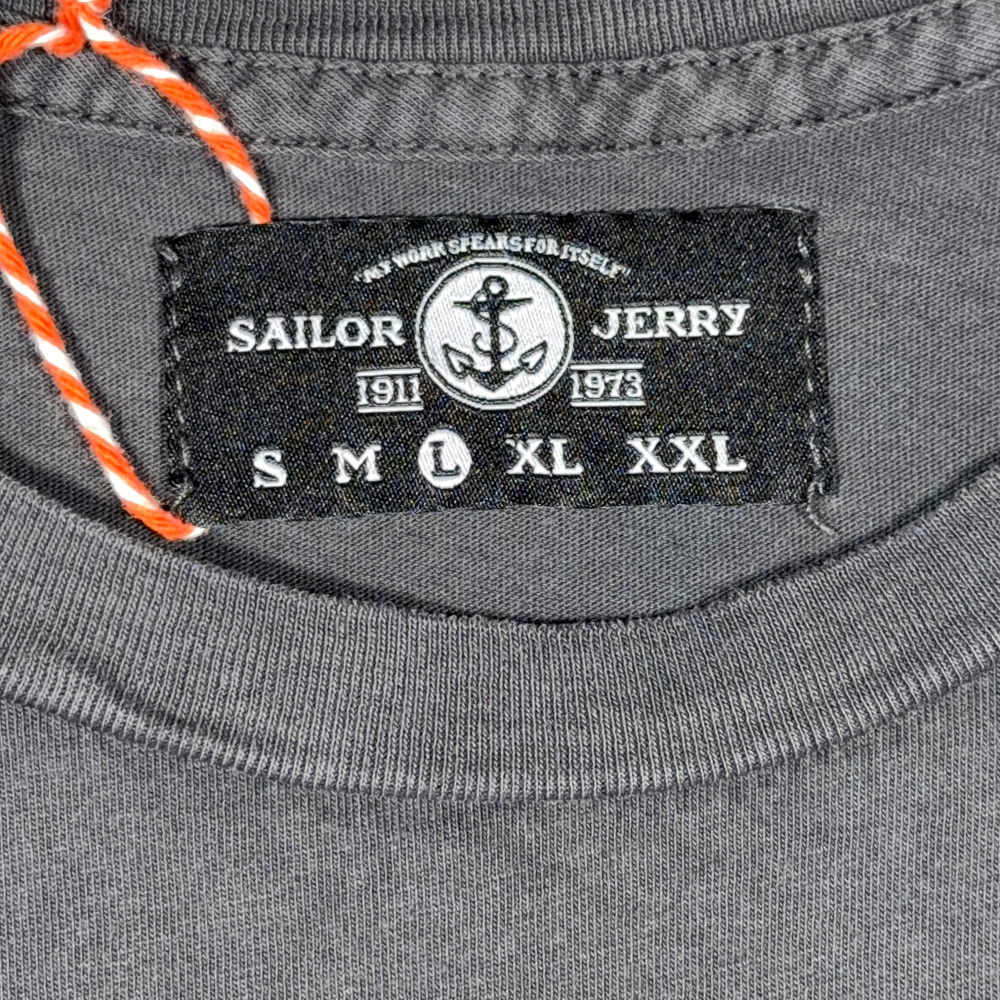 "MY WORK SPEAKS FOR ITSELF"
SAILOR JERRY
1911 1973
S M L XL XXL